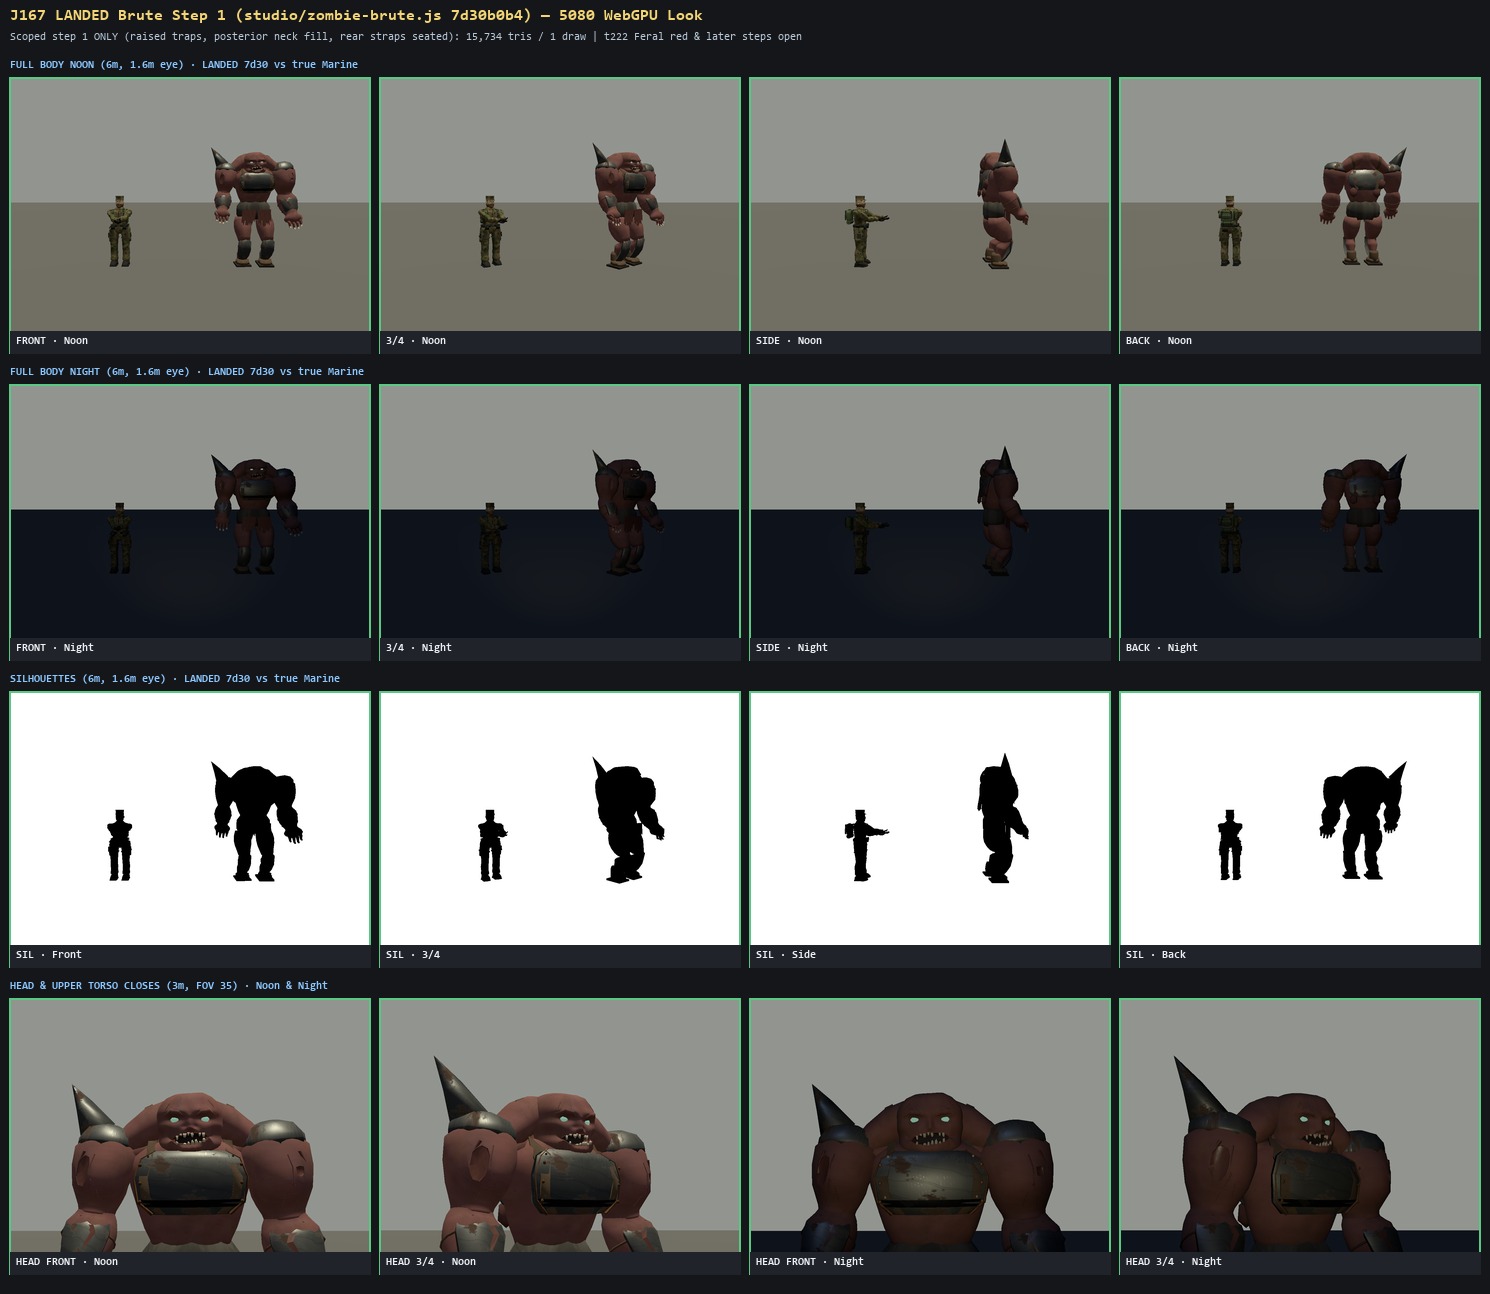 J167 LANDED Brute Step 1 (studio/zombie-brute.js 7d30b0b4) — 5080 WebGPU Look
Scoped step 1 ONLY (raised traps, posterior neck fill, rear straps seated): 15,734 tris / 1 draw | t222 Feral red & later steps open
FULL BODY NOON (6m, 1.6m eye) · LANDED 7d30 vs true Marine
FRONT · Noon
3/4 · Noon
SIDE · Noon
BACK · Noon
FULL BODY NIGHT (6m, 1.6m eye) · LANDED 7d30 vs true Marine
FRONT · Night
3/4 · Night
SIDE · Night
BACK · Night
SILHOUETTES (6m, 1.6m eye) · LANDED 7d30 vs true Marine
SIL · Front
SIL · 3/4
SIL · Side
SIL · Back
HEAD & UPPER TORSO CLOSES (3m, FOV 35) · Noon & Night
HEAD FRONT · Noon
HEAD 3/4 · Noon
HEAD FRONT · Night
HEAD 3/4 · Night